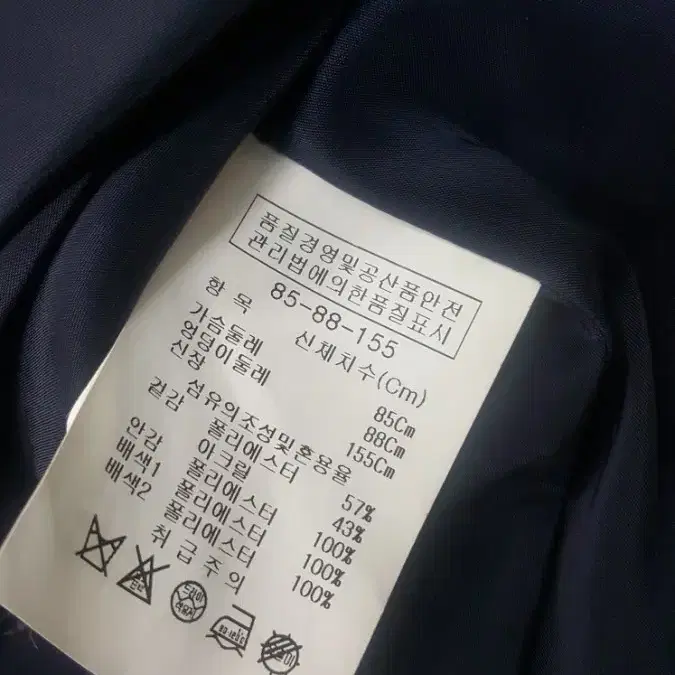 품질경영및공산품안전
관리법에의한품질표시
85-88-155
항 목 신체치수(Cm)
가슴둘레 85Cm
엉덩이둘레 88Cm
신장 155Cm
섬유의조성및혼용율
겉감 폴리에스터 57%
아크릴 43%
안감 폴리에스터 100%
배색1 폴리에스터 100%
배색2 폴리에스터 100%
취급주의
드라이